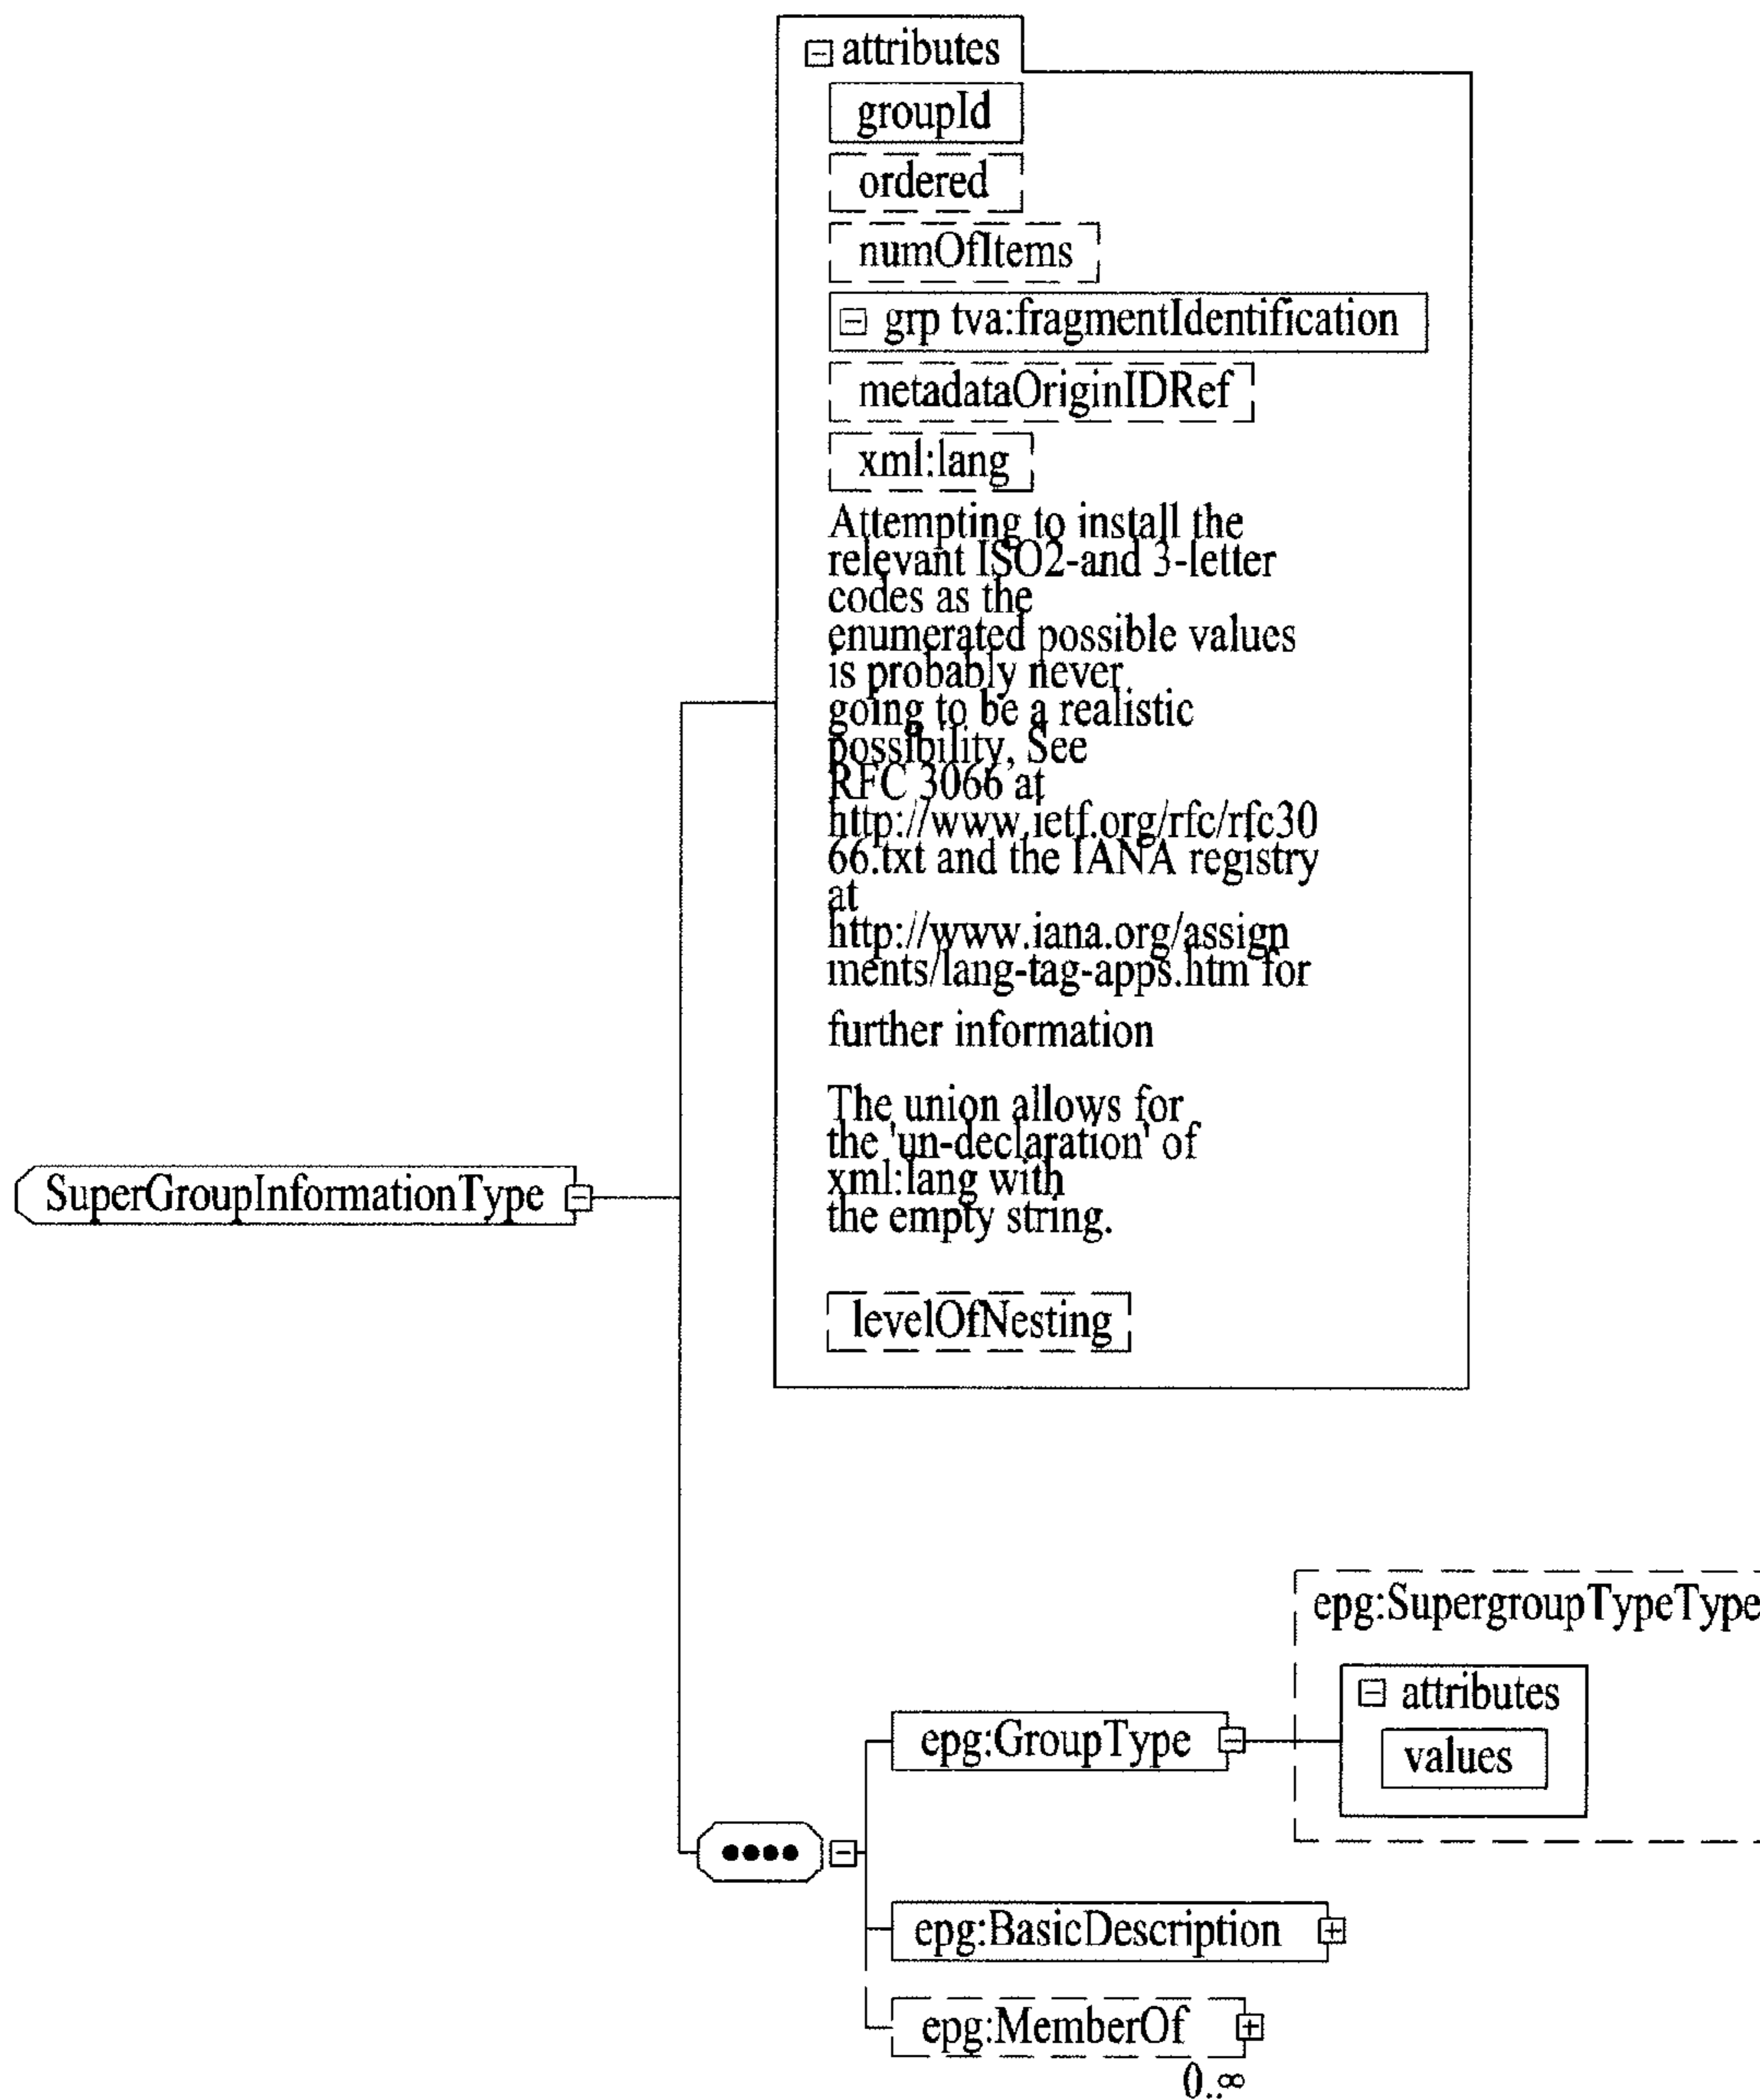 attributes
groupId
ordered
numOfItems
grp tva:fragmentIdentification
metadataOriginIDRef
xml:lang
Attempting to install the
relevant ISO2-and 3-letter
codes as the
enumerated possible values
is probably never
going to be a realistic
possibility, See
RFC 3066 at
http://www.ietf.org/rfc/rfc30
66.txt and the IANA registry
at
http://www.iana.org/assign
ments/lang-tag-apps.htm for
further information
The union allows for
the 'un-declaration' of
xml:lang with
the empty string.
levelOfNesting
SuperGroupInformationType
epg:SupergroupTypeType
attributes
values
epg:GroupType
epg:BasicDescription
epg:MemberOf
0..∞